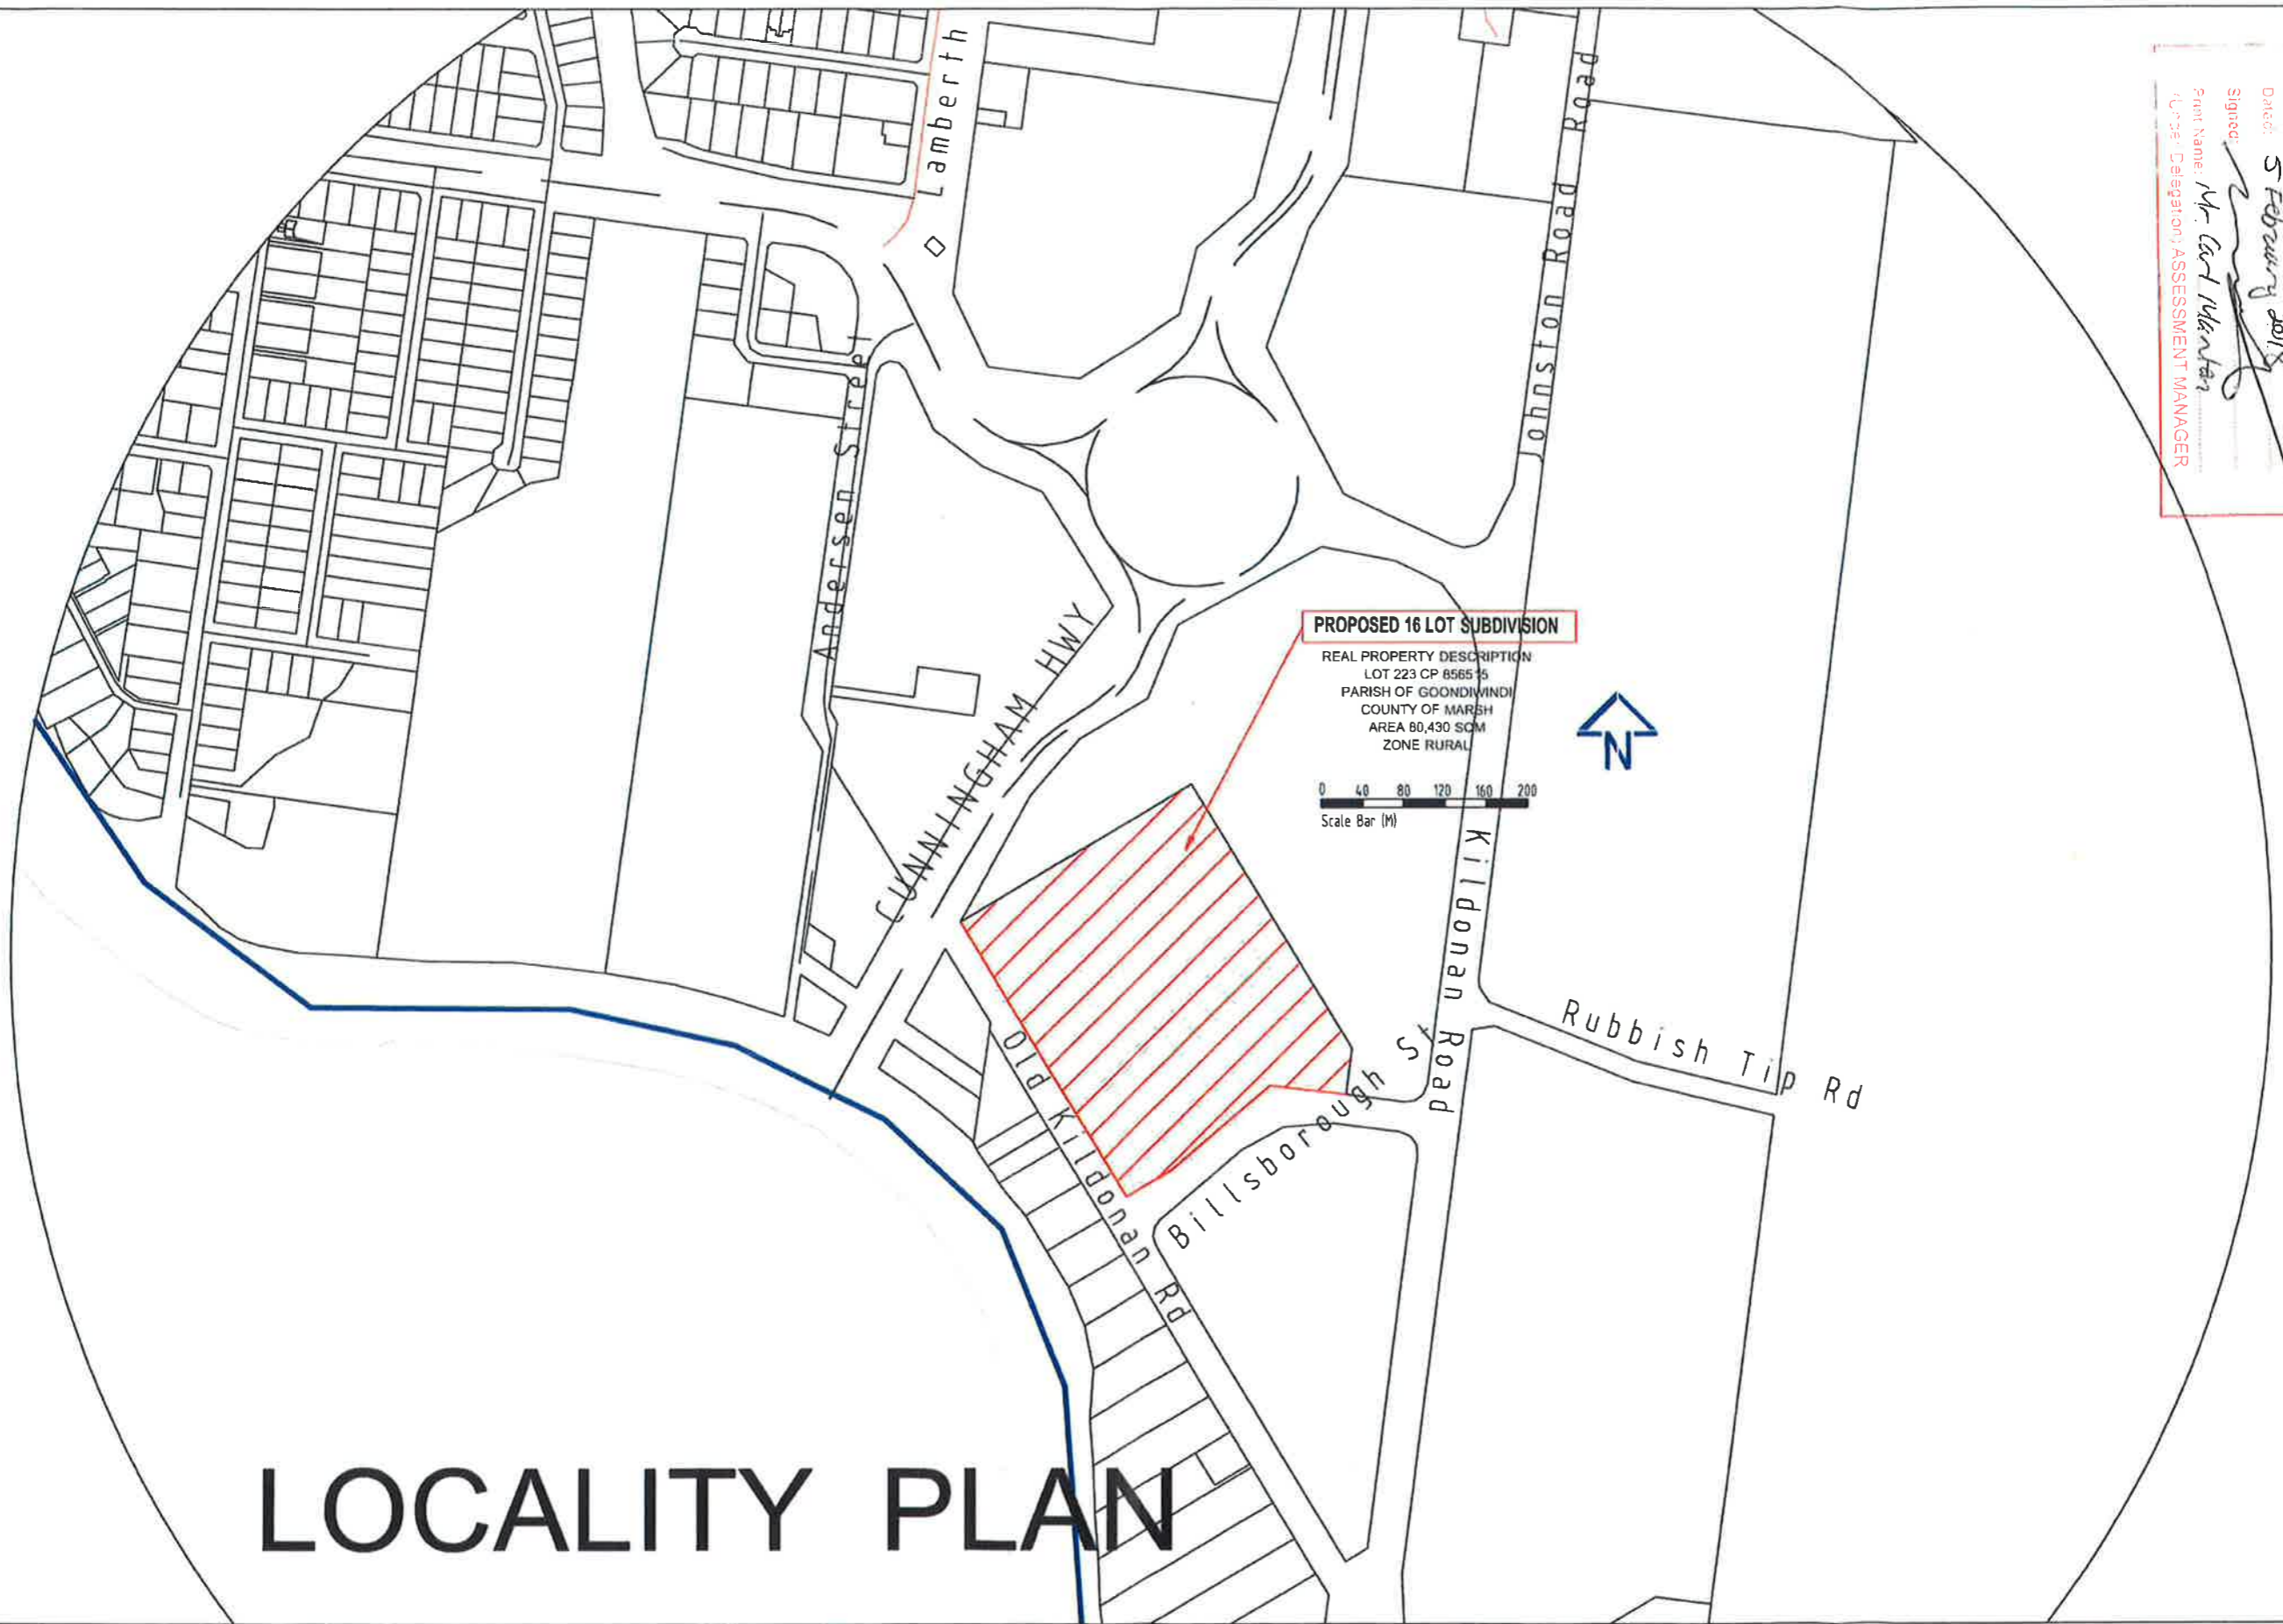 Lamberth
Johnston Road Road
Dated: 5 February 2018
Signed:
Print Name: Mr Carl Manton
(Under Delegation) ASSESSMENT MANAGER
Andersen Street
CUNNINGHAM HWY
PROPOSED 16 LOT SUBDIVISION
REAL PROPERTY DESCRIPTION
LOT 223 CP 856515
PARISH OF GOONDIWINDI
COUNTY OF MARSH
AREA 80,430 SQM
ZONE RURAL
N
0 40 80 120 160 200
Scale Bar (M)
Kildonan Road
Rubbish Tip Rd
Old Kildonan Rd
Billsborough St
LOCALITY PLAN